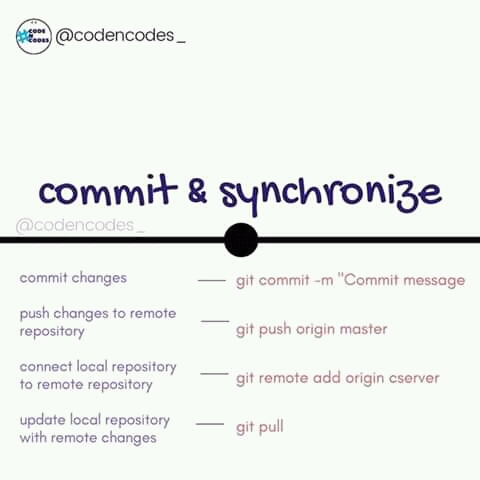 #CODE
N
CODES
@codencodes_
commit & synchronize
@codencodes_
commit changes — git commit -m "Commit message
push changes to remote
repository — git push origin master
connect local repository
to remote repository — git remote add origin cserver
update local repository
with remote changes — git pull